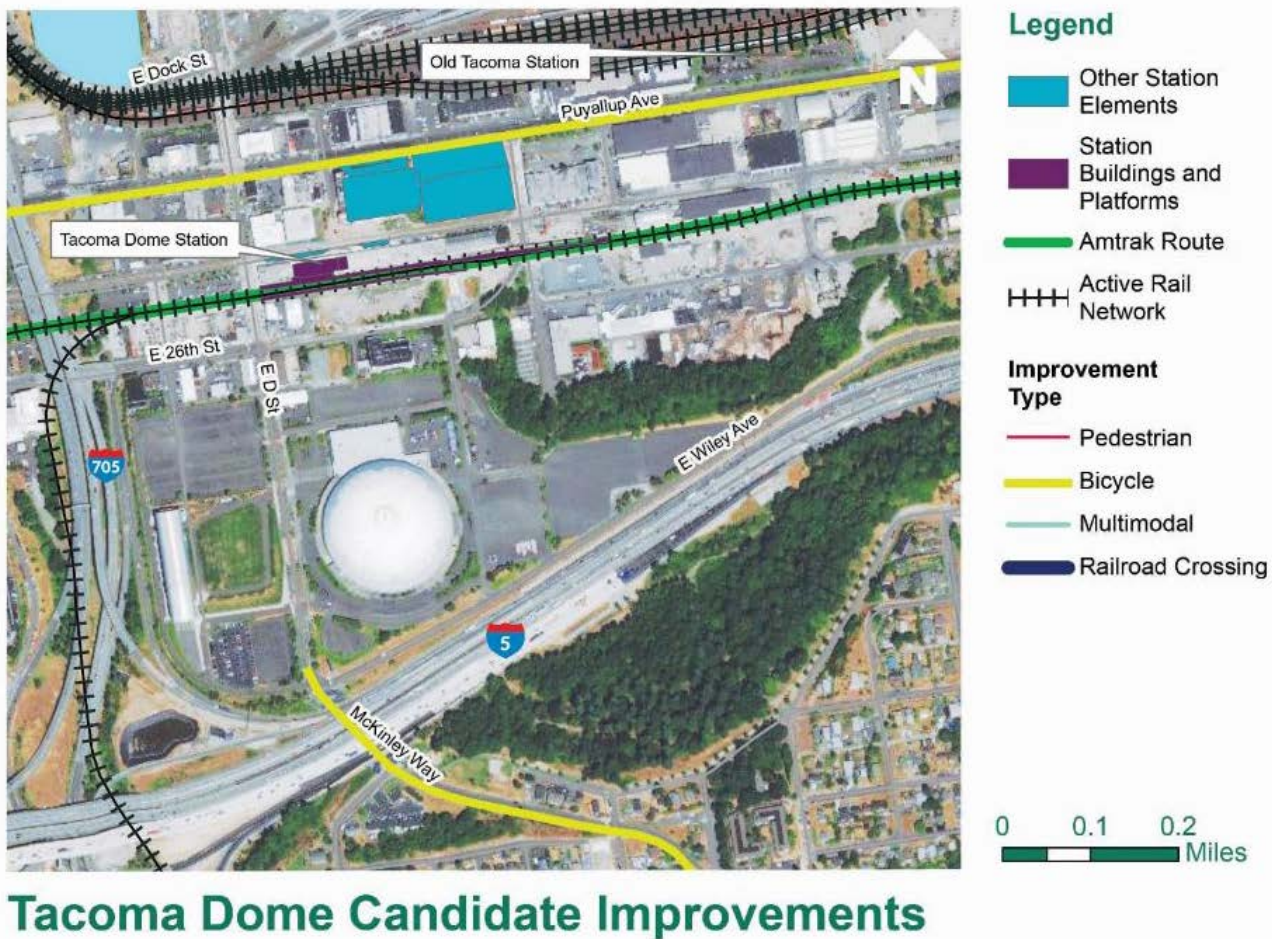 E Dock St
Old Tacoma Station
N
Puyallup Ave
Tacoma Dome Station
E 26th St
E D St
705
E Wiley Ave
5
McKinley Way
Legend
Other Station
Elements
Station
Buildings and
Platforms
Amtrak Route
Active Rail
Network
Improvement
Type
Pedestrian
Bicycle
Multimodal
Railroad Crossing
0 0.1 0.2
Miles
Tacoma Dome Candidate Improvements